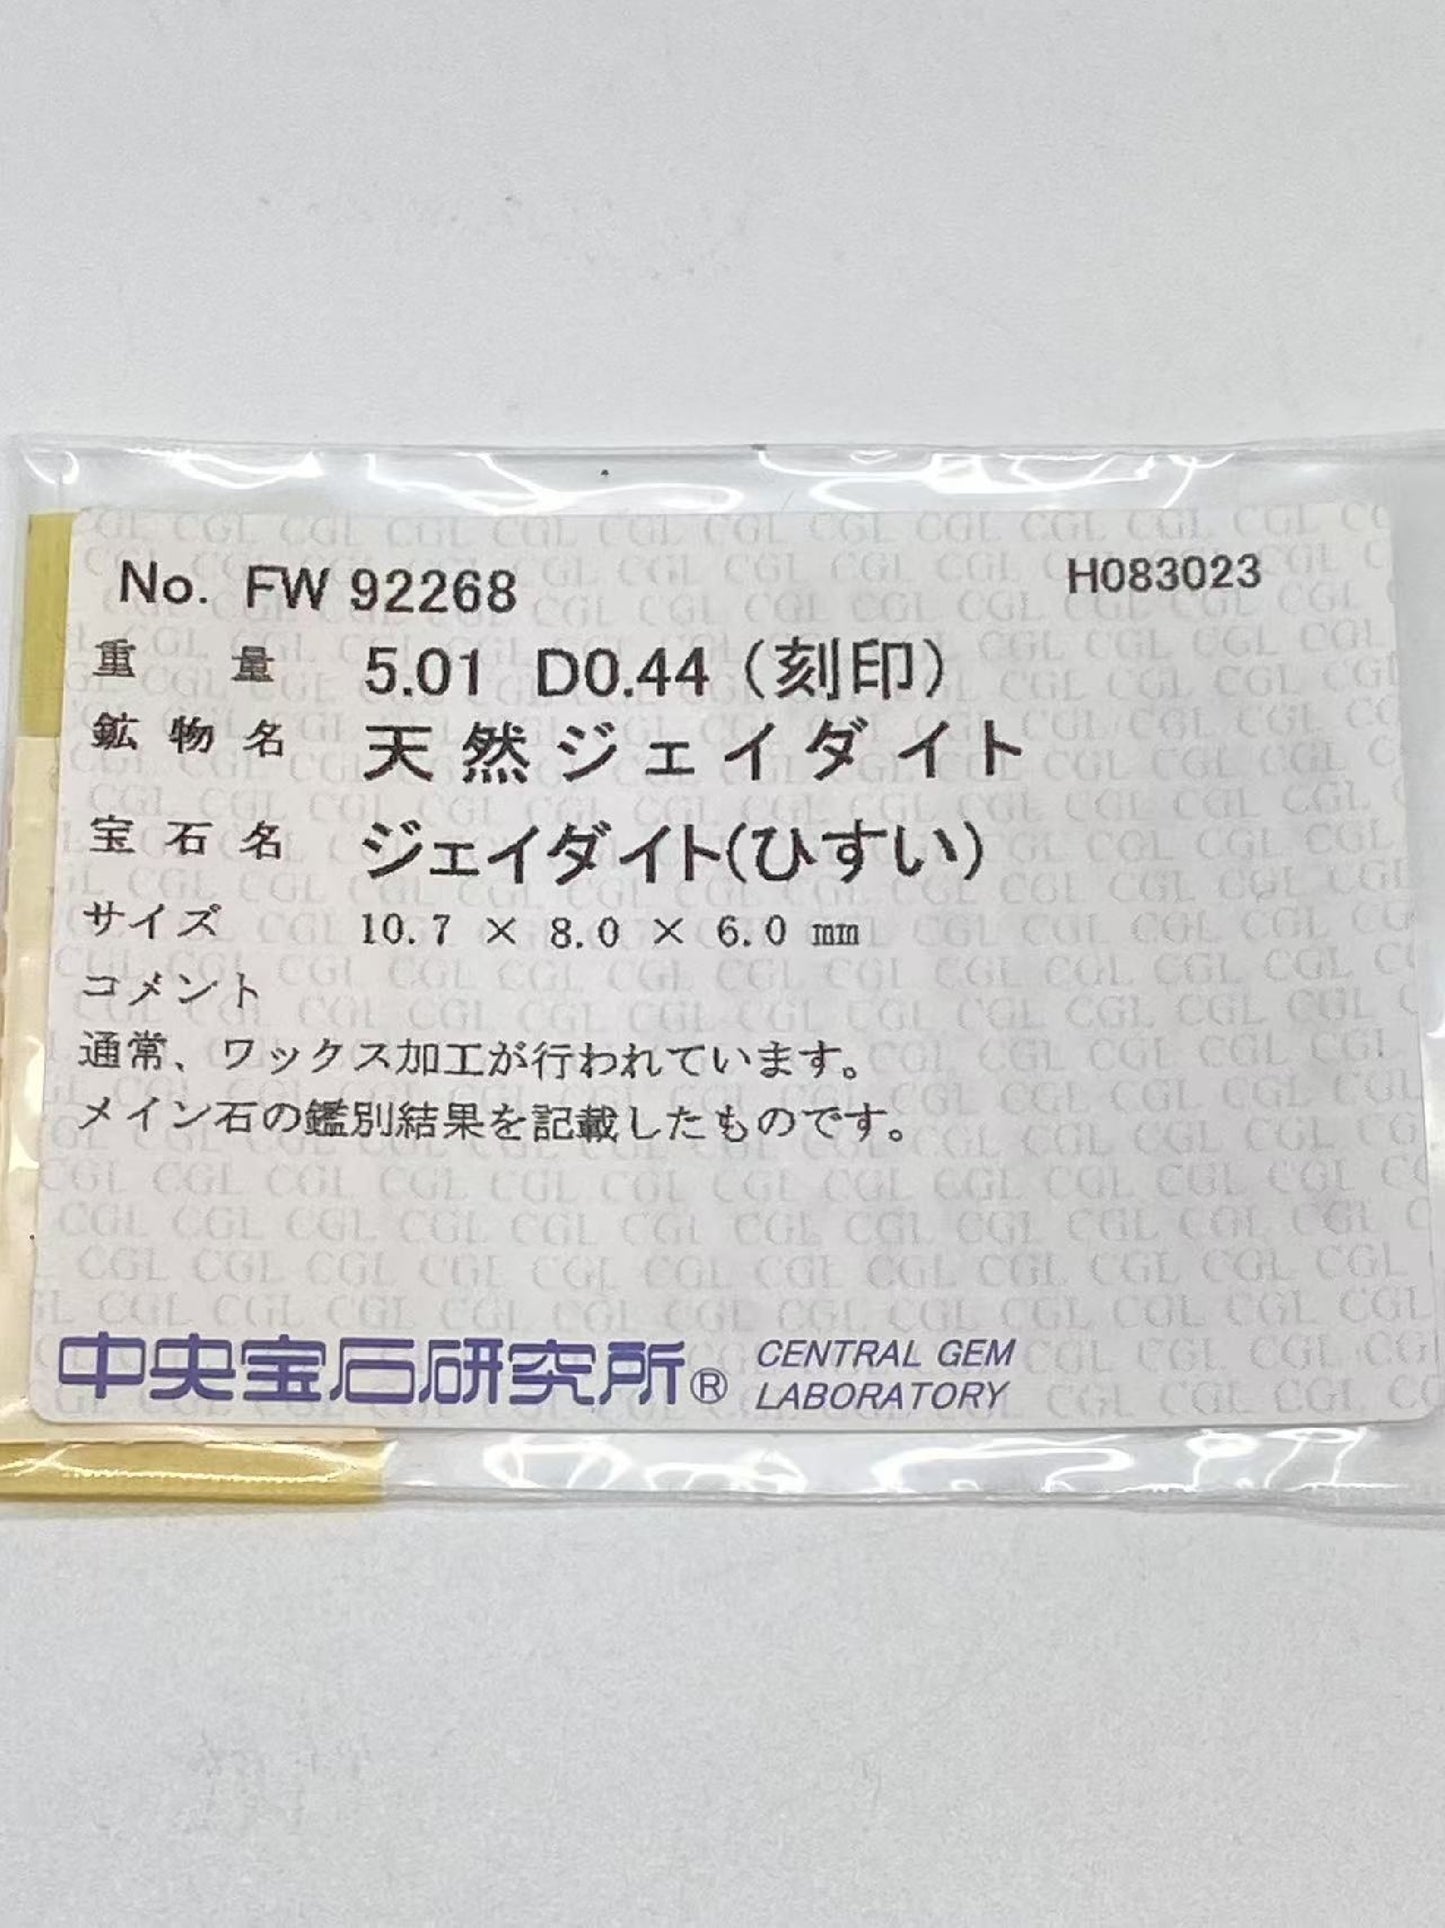 No. FW 92268 H083023
重量 5.01 D0.44(刻印)
鉱物名 天然ジェイダイト
宝石名 ジェイダイト(ひすい)
サイズ 10.7 × 8.0 × 6.0 ㎜
コメント
通常、ワックス加工が行われています。
メイン石の鑑別結果を記載したものです。
中央宝石研究所® CENTRAL GEM
LABORATORY